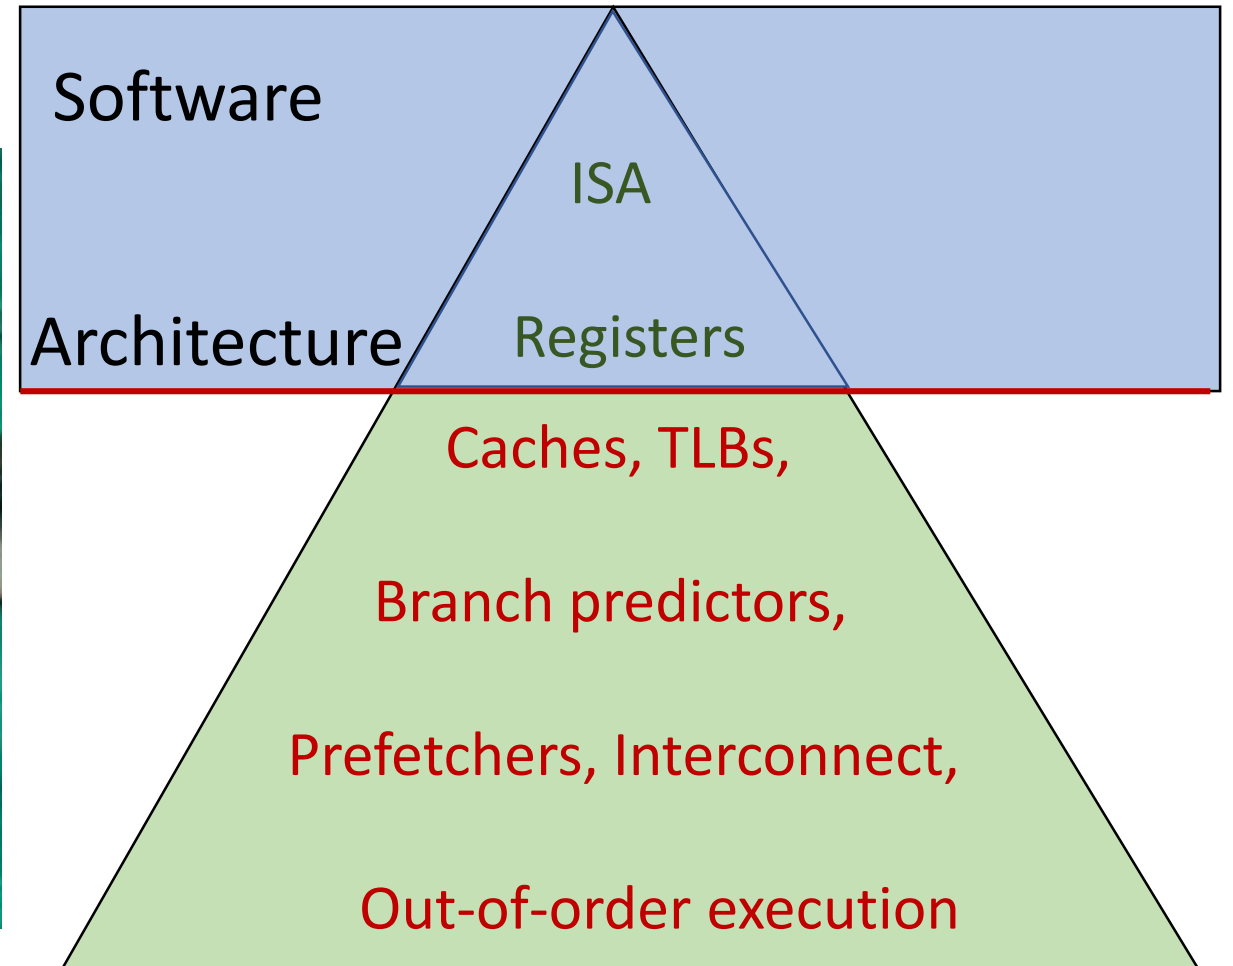 Software
ISA
Architecture
Registers
Caches, TLBs,
Branch predictors,
Prefetchers, Interconnect,
Out-of-order execution